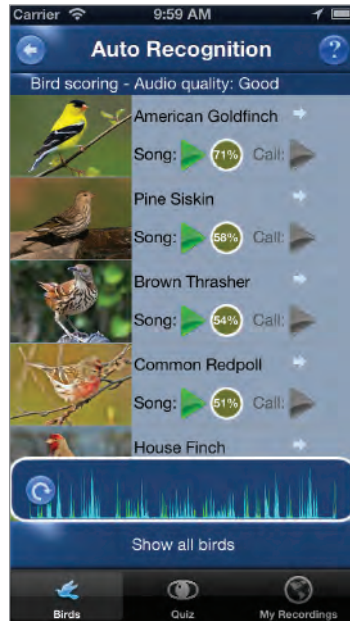 Carrier 9:59 AM
Auto Recognition ?
Bird scoring - Audio quality: Good
American Goldfinch
Song: 71% Call:
Pine Siskin
Song: 58% Call:
Brown Thrasher
Song: 54% Call:
Common Redpoll
Song: 51% Call:
House Finch
Show all birds
Birds Quiz My Recordings